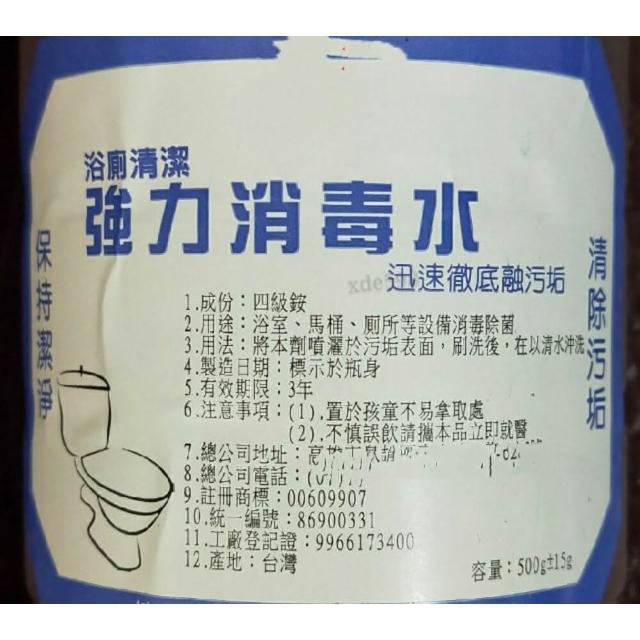 浴廁清潔
強力消毒水
迅速徹底融污垢
保持潔淨
清除污垢
1.成份：四級銨
2.用途：浴室、馬桶、廁所等設備消毒除菌
3.用法：將本劑噴灑於污垢表面，刷洗後，在以清水沖洗
4.製造日期：標示於瓶身
5.有效期限：3年
6.注意事項：(1).置於孩童不易拿取處
(2).不慎誤飲請攜本品立即就醫
7.總公司地址：高雄
8.總公司電話：
9.註冊商標：00609907
10.統一編號：86900331
11.工廠登記證：9966173400
12.產地：台灣
容量：500g±15g